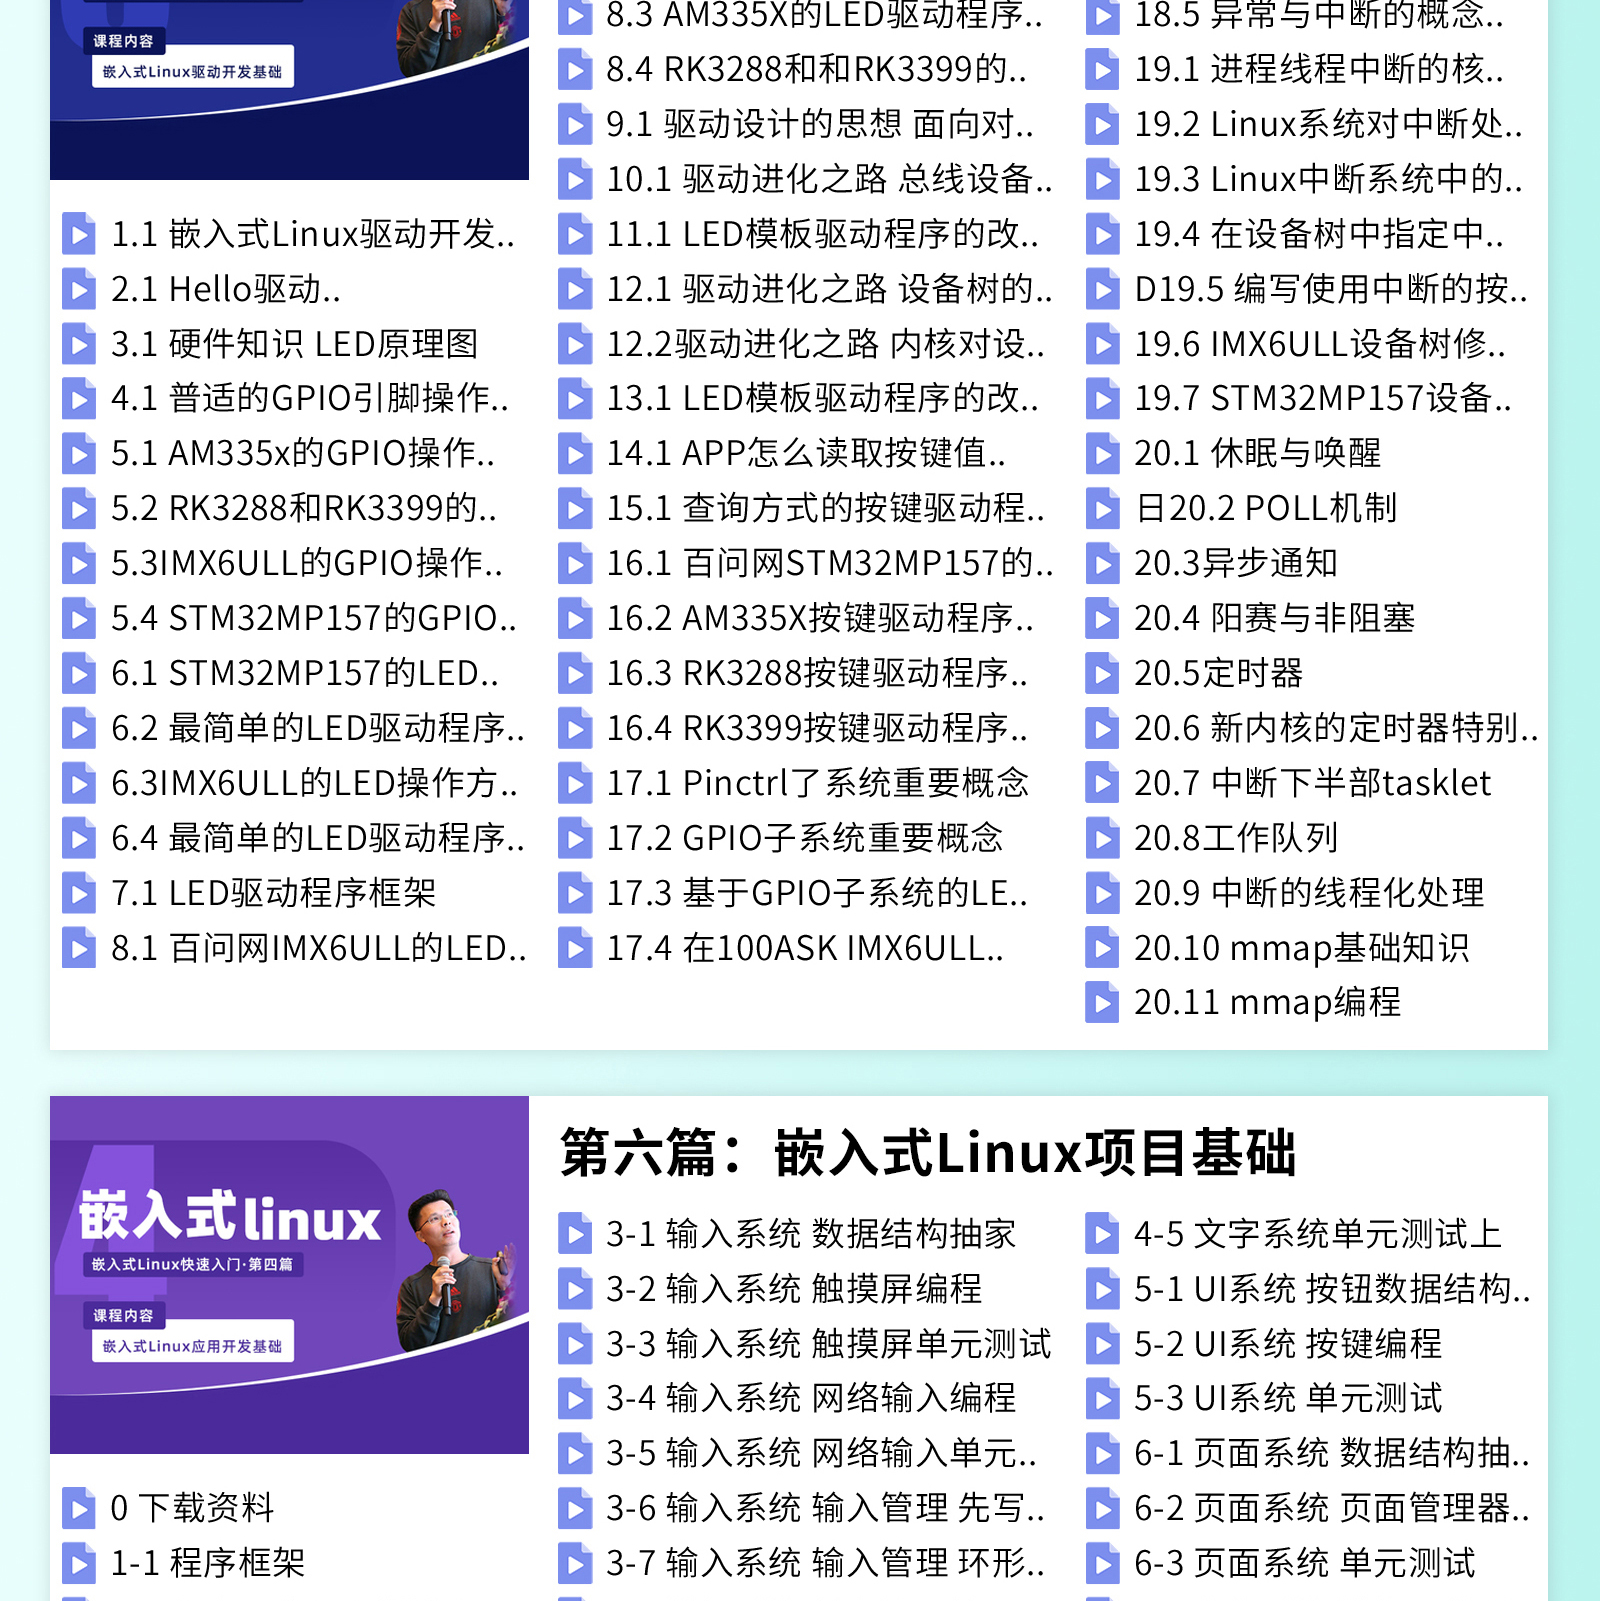 课程内容
嵌入式Linux驱动开发基础
1.1 嵌入式Linux驱动开发..
2.1 Hello驱动..
3.1 硬件知识 LED原理图
4.1 普适的GPIO引脚操作..
5.1 AM335x的GPIO操作..
5.2 RK3288和RK3399的..
5.3IMX6ULL的GPIO操作..
5.4 STM32MP157的GPIO..
6.1 STM32MP157的LED..
6.2 最简单的LED驱动程序..
6.3IMX6ULL的LED操作方..
6.4 最简单的LED驱动程序..
7.1 LED驱动程序框架
8.1 百问网IMX6ULL的LED..
8.3 AM335X的LED驱动程序..
8.4 RK3288和和RK3399的..
9.1 驱动设计的思想 面向对..
10.1 驱动进化之路 总线设备..
11.1 LED模板驱动程序的改..
12.1 驱动进化之路 设备树的..
12.2驱动进化之路 内核对设..
13.1 LED模板驱动程序的改..
14.1 APP怎么读取按键值..
15.1 查询方式的按键驱动程..
16.1 百问网STM32MP157的..
16.2 AM335X按键驱动程序..
16.3 RK3288按键驱动程序..
16.4 RK3399按键驱动程序..
17.1 Pinctrl了系统重要概念
17.2 GPIO子系统重要概念
17.3 基于GPIO子系统的LE..
17.4 在100ASK IMX6ULL..
18.5 异常与中断的概念..
19.1 进程线程中断的核..
19.2 Linux系统对中断处..
19.3 Linux中断系统中的..
19.4 在设备树中指定中..
D19.5 编写使用中断的按..
19.6 IMX6ULL设备树修..
19.7 STM32MP157设备..
20.1 休眠与唤醒
日20.2 POLL机制
20.3异步通知
20.4 阳赛与非阻塞
20.5定时器
20.6 新内核的定时器特别..
20.7 中断下半部tasklet
20.8工作队列
20.9 中断的线程化处理
20.10 mmap基础知识
20.11 mmap编程
4
嵌入式linux
嵌入式Linux快速入门·第四篇
课程内容
嵌入式Linux应用开发基础
0 下载资料
1-1 程序框架
第六篇：嵌入式Linux项目基础
3-1 输入系统 数据结构抽家
3-2 输入系统 触摸屏编程
3-3 输入系统 触摸屏单元测试
3-4 输入系统 网络输入编程
3-5 输入系统 网络输入单元..
3-6 输入系统 输入管理 先写..
3-7 输入系统 输入管理 环形..
4-5 文字系统单元测试上
5-1 UI系统 按钮数据结构..
5-2 UI系统 按键编程
5-3 UI系统 单元测试
6-1 页面系统 数据结构抽..
6-2 页面系统 页面管理器..
6-3 页面系统 单元测试